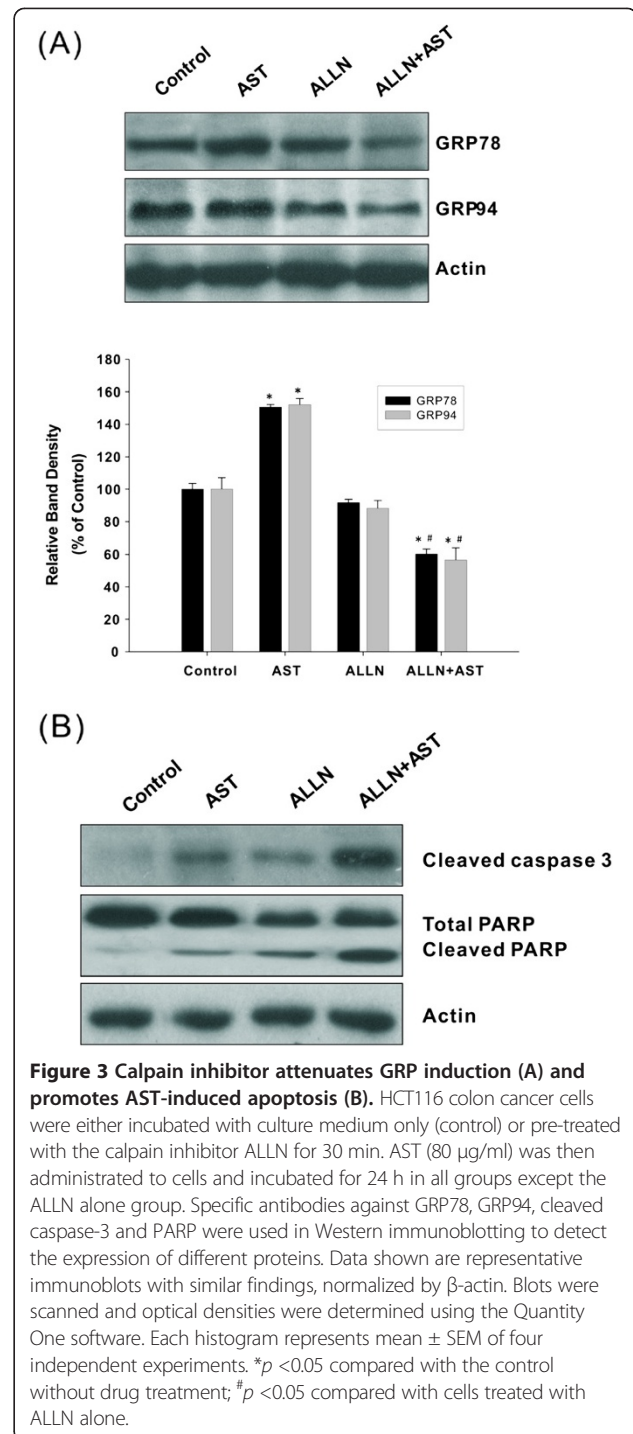 (A)
Control AST ALLN ALLN+AST
GRP78
GRP94
Actin
180
160
140
120
100
80
60
40
20
0
Relative Band Density
(% of Control)
* *
* # * #
GRP78
GRP94
Control AST ALLN ALLN+AST
(B)
Control AST ALLN ALLN+AST
Cleaved caspase 3
Total PARP
Cleaved PARP
Actin
Figure 3 Calpain inhibitor attenuates GRP induction (A) and
promotes AST-induced apoptosis (B). HCT116 colon cancer cells
were either incubated with culture medium only (control) or pre-treated
with the calpain inhibitor ALLN for 30 min. AST (80 μg/ml) was then
administrated to cells and incubated for 24 h in all groups except the
ALLN alone group. Specific antibodies against GRP78, GRP94, cleaved
caspase-3 and PARP were used in Western immunoblotting to detect
the expression of different proteins. Data shown are representative
immunoblots with similar findings, normalized by β-actin. Blots were
scanned and optical densities were determined using the Quantity
One software. Each histogram represents mean ± SEM of four
independent experiments. *p <0.05 compared with the control
without drug treatment; #p <0.05 compared with cells treated with
ALLN alone.